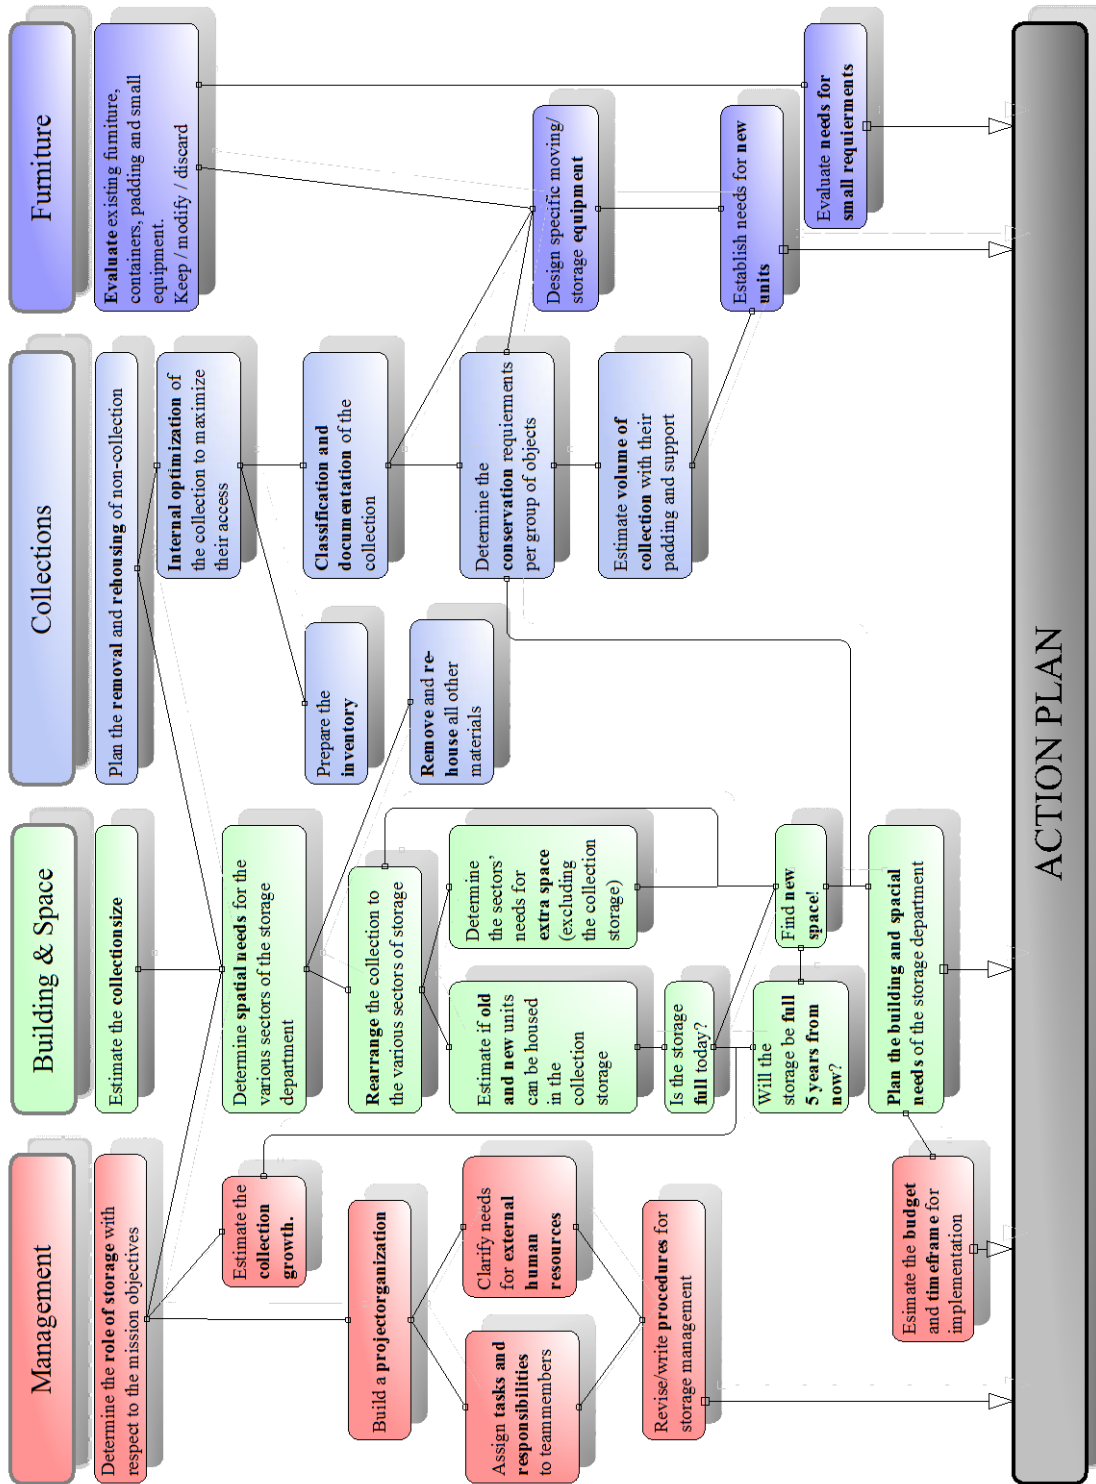 Management
Determine the role of storage with
respect to the mission objectives
Estimate the
collection
growth.
Build a projectorganization
Assign tasks and
responsibilities
to teammembers
Clarify needs
for external
human
resources
Revise/write procedures for
storage management
Esimate the budget
and timeframe for
implementation
Building & Space
Estimate the collectionsize
Determine spatial needs for the
various sectors of the storage
department
Rearrange the collection to
the various sectors of storage
Estimate if old
and new units
can be housed
in the
collection
storage
Determine
the sectors’
needs for
extra space
(excluding
the collection
storage)
Is the storage
full today?
Will the
storage be full
5 years from
now?
Find new
space!
Plan the building and spacial
needs of the storage department
Collections
Plan the removal and rehousing of non-collection
Internal optimization of
the collection to maximize
their access
Prepare the
inventory
Classification and
documentation of the
collection
Remove and re-
house all other
materials
Determine the
conservation requierments
per group of objects
Estimate volume of
collection with their
padding and support
Furniture
Evaluate existing furniture,
containers, padding and small
equipment.
Keep / modify / discard
Design specific moving/
storage equipment
Establish needs for new
units
Evaluate needs for
small requierments
ACTION PLAN